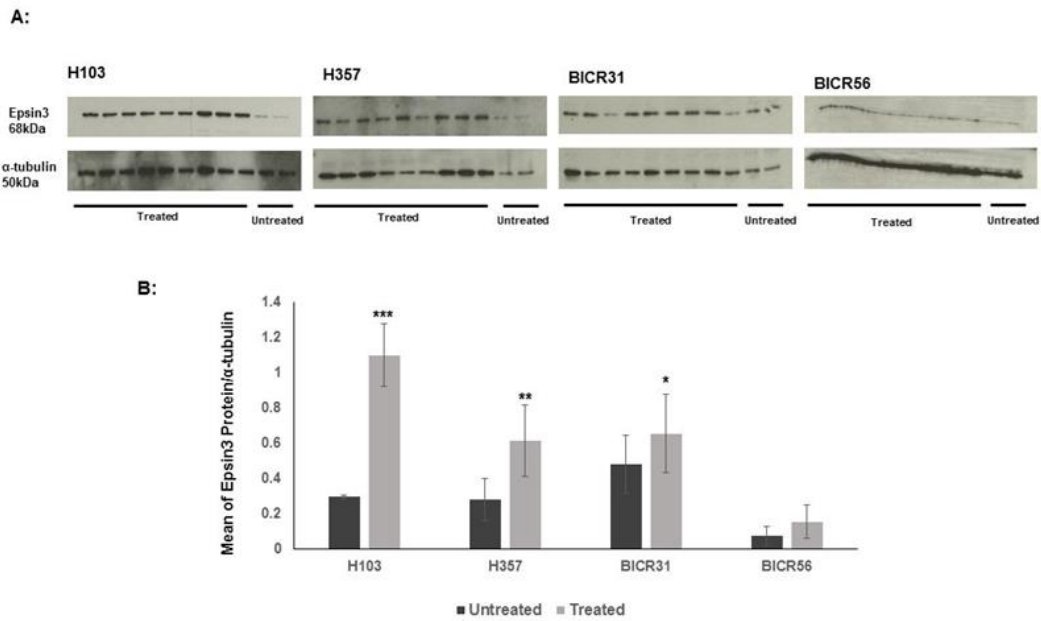 A:
H103
H357
BICR31
BICR56
Epsin3
68kDa
α-tubulin
50kDa
Treated
Untreated
Treated
Untreated
Treated
Untreated
Treated
Untreated
B:
Mean of Epsin3 Protein/α-tubulin
1.4
1.2
1
0.8
0.6
0.4
0.2
0
***
**
*
H103
H357
BICR31
BICR56
Untreated
Treated